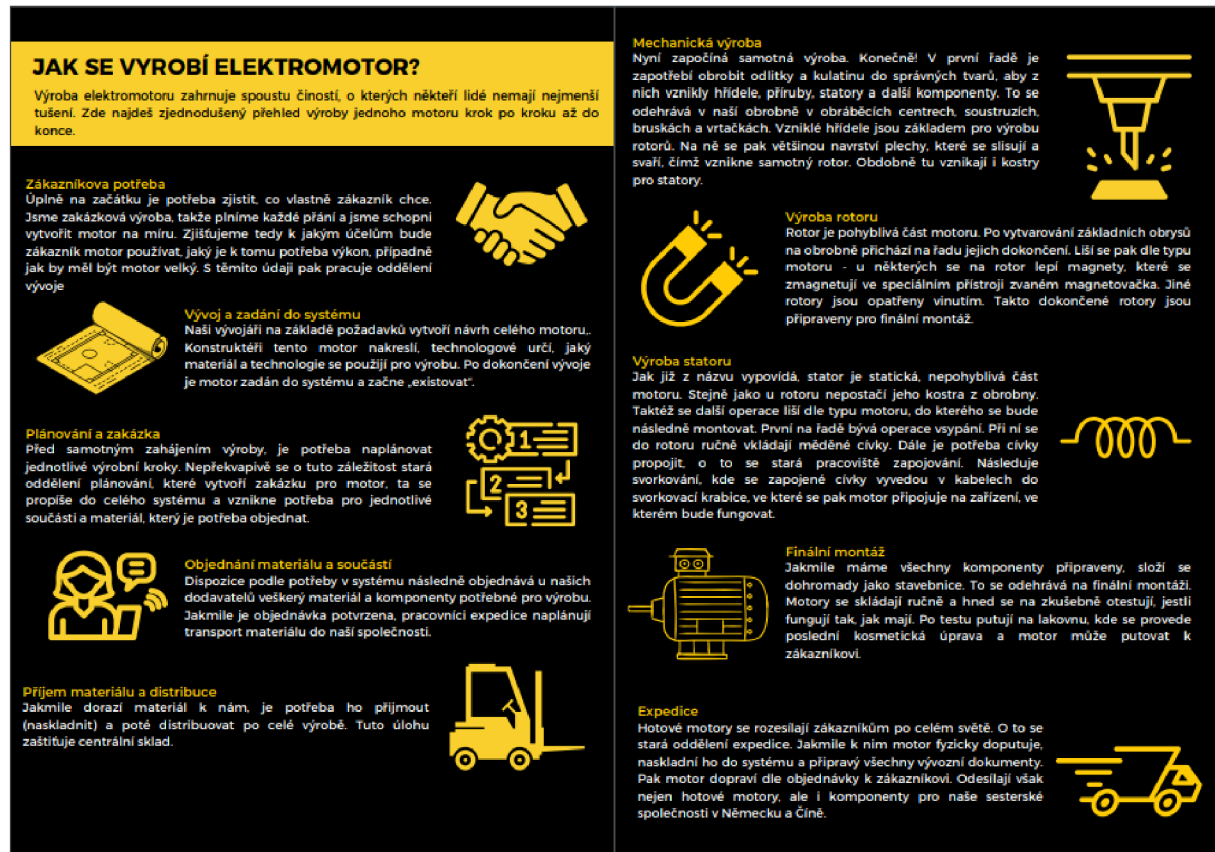 JAK SE VYROBÍ ELEKTROMOTOR?
Výroba elektromotoru zahrnuje spoustu činností, o kterých někteří lidé nemají nejmenší
tušení. Zde najdeš zjednodušený přehled výroby jednoho motoru krok po kroku až do
konce.
Zákazníkova potřeba
Úplně na začátku je potřeba zjistit, co vlastně zákazník chce.
Jsme zakázková výroba, takže plníme každé přání a jsme schopni
vytvořit motor na míru. Zjišťujeme tedy k jakým účelům bude
zákazník motor používat, jaký je k tomu potřeba výkon, případně
jak by měl být motor velký. S těmito údaji pak pracuje oddělení
vývoje
Vývoj a zadání do systému
Naši vývojáři na základě požadavků vytvoří návrh celého motoru,.
Konstruktéři tento motor nakreslí, technologové určí, jaký
materiál a technologie se použijí pro výrobu. Po dokončení vývoje
je motor zadán do systému a začne „existovat“.
Plánování a zakázka
Před samotným zahájením výroby, je potřeba naplánovat
jednotlivé výrobní kroky. Nepřekvapivě se o tuto záležitost stará
oddělení plánování, které vytvoří zakázku pro motor, ta se
propíše do celého systému a vznikne potřeba pro jednotlivé
součásti a materiál, který je potřeba objednat.
1
2
3
Objednání materiálu a součástí
Dispozice podle potřeby v systému následně objednává u našich
dodavatelů veškerý materiál a komponenty potřebné pro výrobu.
Jakmile je objednávka potvrzena, pracovníci expedice naplánují
transport materiálu do naší společnosti.
Příjem materiálu a distribuce
Jakmile dorazí materiál k nám, je potřeba ho přijmout
(naskladnit) a poté distribuovat po celé výrobě. Tuto úlohu
zaštiťuje centrální sklad.
Mechanická výroba
Nyní započíná samotná výroba. Konečně! V první řadě je
zapotřebí obrobit odlitky a kulatinu do správných tvarů, aby z
nich vznikly hřídele, příruby, statory a další komponenty. To se
odehrává v naší obrobně v obráběcích centrech, soustruzích,
bruskách a vrtačkách. Vzniklé hřídele jsou základem pro výrobu
rotorů. Na ně se pak většinou navrství plechy, které se slisují a
svaří, čímž vznikne samotný rotor. Obdobně tu vznikají i kostry
pro statory.
Výroba rotoru
Rotor je pohyblivá část motoru. Po vytvarování základních obrysů
na obrobně přichází na řadu jejich dokončení. Liší se pak dle typu
motoru - u některých se na rotor lepí magnety, které se
zmagnetují ve speciálním přístroji zvaném magnetovačka. Jiné
rotory jsou opatřeny vinutím. Takto dokončené rotory jsou
připraveny pro finální montáž.
Výroba statoru
Jak již z názvu vypovídá, stator je statická, nepohyblivá část
motoru. Stejně jako u rotoru nepostačí jeho kostra z obrobny.
Taktéž se další operace liší dle typu motoru, do kterého se bude
následně montovat. První na řadě bývá operace vsypání. Při ní se
do rotoru ručně vkládají měděné cívky. Dále je potřeba cívky
propojit, o to se stará pracoviště zapojování. Následuje
svorkování, kde se zapojené cívky vyvedou v kabelech do
svorkovací krabice, ve které se pak motor připojuje na zařízení, ve
kterém bude fungovat.
Finální montáž
Jakmile máme všechny komponenty připraveny, složí se
dohromady jako stavebnice. To se odehrává na finální montáži.
Motory se skládají ručně a hned se na zkušebně otestují, jestli
fungují tak, jak mají. Po testu putují na lakovnu, kde se provede
poslední kosmetická úprava a motor může putovat k
zákazníkovi.
Expedice
Hotové motory se rozesílají zákazníkům po celém světě. O to se
stará oddělení expedice. Jakmile k nim motor fyzicky doputuje,
naskladní ho do systému a připravý všechny vývozní dokumenty.
Pak motor dopraví dle objednávky k zákazníkovi. Odesílají však
nejen hotové motory, ale i komponenty pro naše sesterské
společnosti v Německu a Číně.